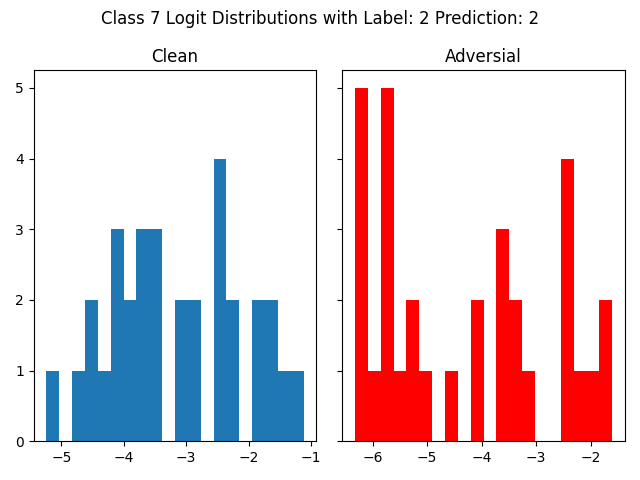 Class 7 Logit Distributions with Label: 2 Prediction: 2
Clean
Adversial
5
4
3
2
1
0
−5 −4 −3 −2 −1
−6 −5 −4 −3 −2